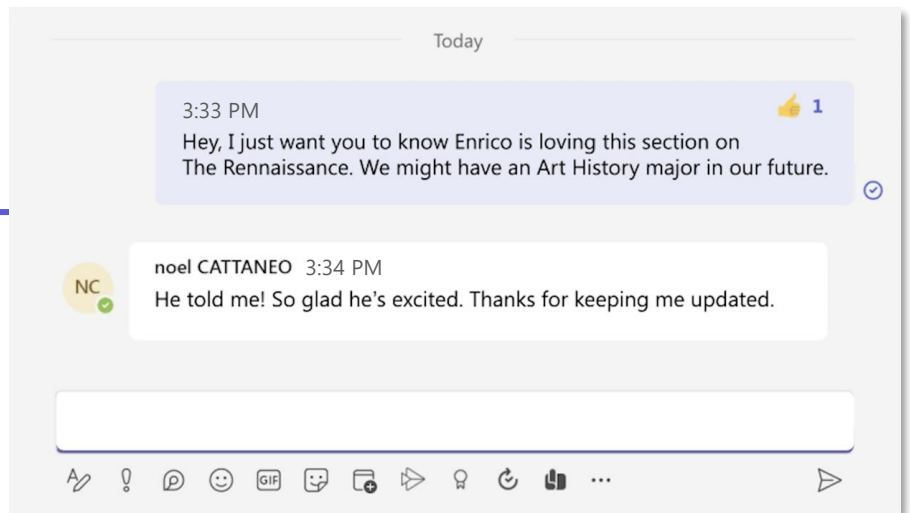 Today
3:33 PM
1
Hey, I just want you to know Enrico is loving this section on
The Rennaissance. We might have an Art History major in our future.
noel CATTANEO 3:34 PM
NC
He told me! So glad he's excited. Thanks for keeping me updated.
GIF